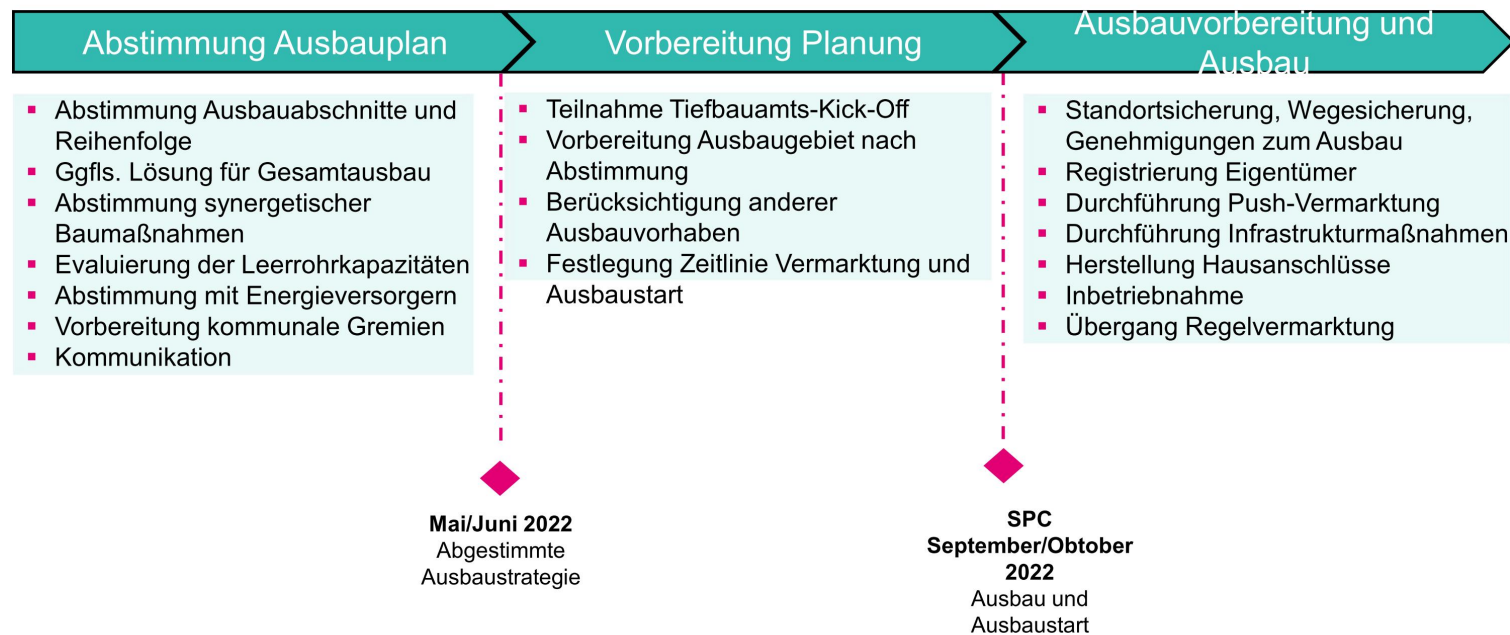 Abstimmung Ausbauplan
Vorbereitung Planung
Ausbauvorbereitung und
Ausbau
▪ Abstimmung Ausbauabschnitte und
Reihenfolge
▪ Ggfls. Lösung für Gesamtausbau
▪ Abstimmung synergetischer
Baumaßnahmen
▪ Evaluierung der Leerrohrkapazitäten
▪ Abstimmung mit Energieversorgern
▪ Vorbereitung kommunale Gremien
▪ Kommunikation
▪ Teilnahme Tiefbauamts-Kick-Off
▪ Vorbereitung Ausbaugebiet nach
Abstimmung
▪ Berücksichtigung anderer
Ausbauvorhaben
▪ Festlegung Zeitlinie Vermarktung und
Ausbaustart
▪ Standortsicherung, Wegesicherung,
Genehmigungen zum Ausbau
▪ Registrierung Eigentümer
▪ Durchführung Push-Vermarktung
▪ Durchführung Infrastrukturmaßnahmen
▪ Herstellung Hausanschlüsse
▪ Inbetriebnahme
▪ Übergang Regelvermarktung
Mai/Juni 2022
Abgestimmte
Ausbaustrategie
SPC
September/Obtober
2022
Ausbau und
Ausbaustart